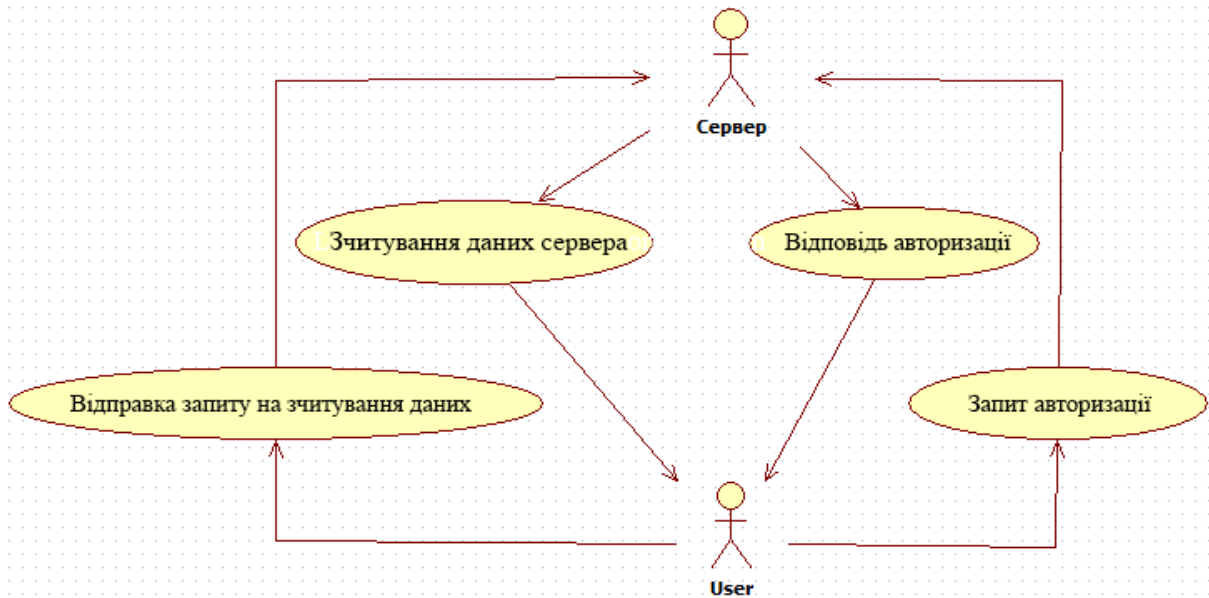 Сервер
Зчитування даних сервера
Відповідь авторизації
Відправка запиту на зчитування даних
Запит авторизації
User